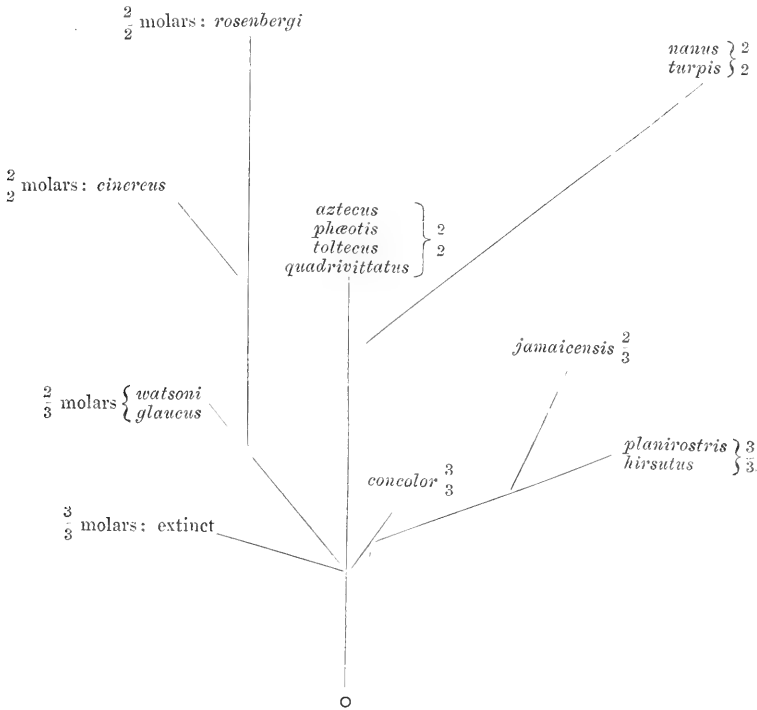 2/2 molars: rosenbergi
nanus } 2
turpis } 2
2/2 molars: cinereus
aztecus
phæotis } 2
toltecus } 2
quadrivittatus
jamaicensis 2/3
2/3 molars { watsoni
glaucus
planirostris } 3
hirsutus } 3
concolor 3/3
3/3 molars: extinct